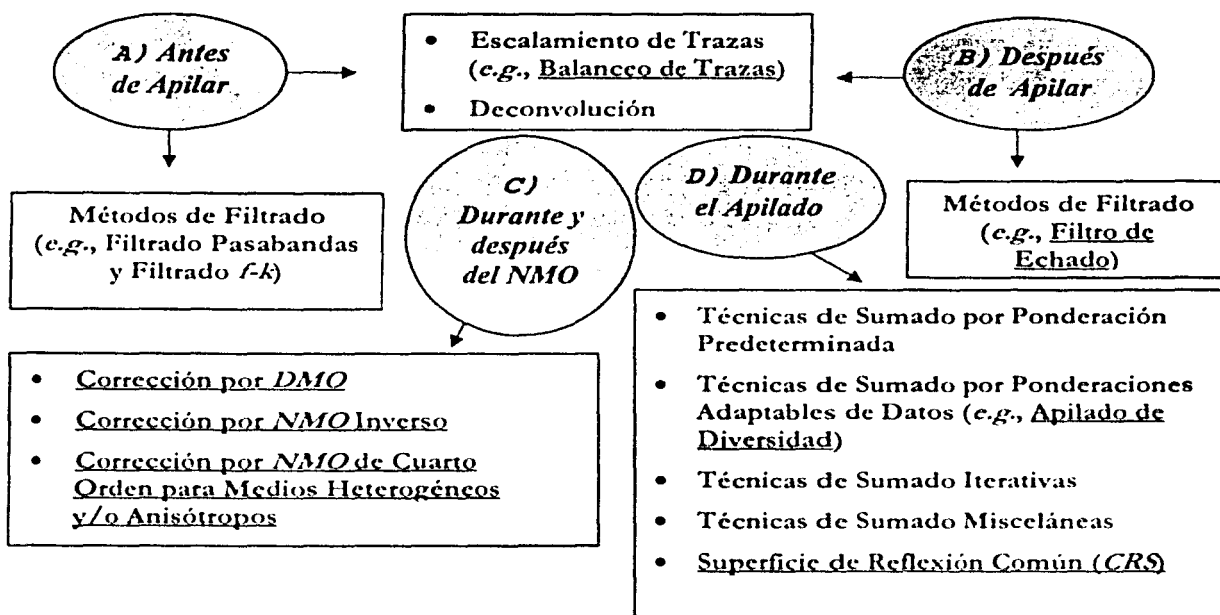 A) Antes
de Apilar
• Escalamiento de Trazas
(e.g., Balanceo de Trazas)
• Deconvolución
B) Después
de Apilar
Métodos de Filtrado
(e.g., Filtrado Pasabandas
y Filtrado f-k)
C)
Durante y
después
del NMO
D) Durante
el Apilado
Métodos de Filtrado
(e.g., Filtro de
Echado)
• Corrección por DMO
• Corrección por NMO Inverso
• Corrección por NMO de Cuarto
Orden para Medios Heterogéneos
y/o Anisótropos
• Técnicas de Sumado por Ponderación
Predeterminada
• Técnicas de Sumado por Ponderaciones
Adaptables de Datos (e.g., Apilado de
Diversidad)
• Técnicas de Sumado Iterativas
• Técnicas de Sumado Misceláneas
• Superficie de Reflexión Común (CRS)